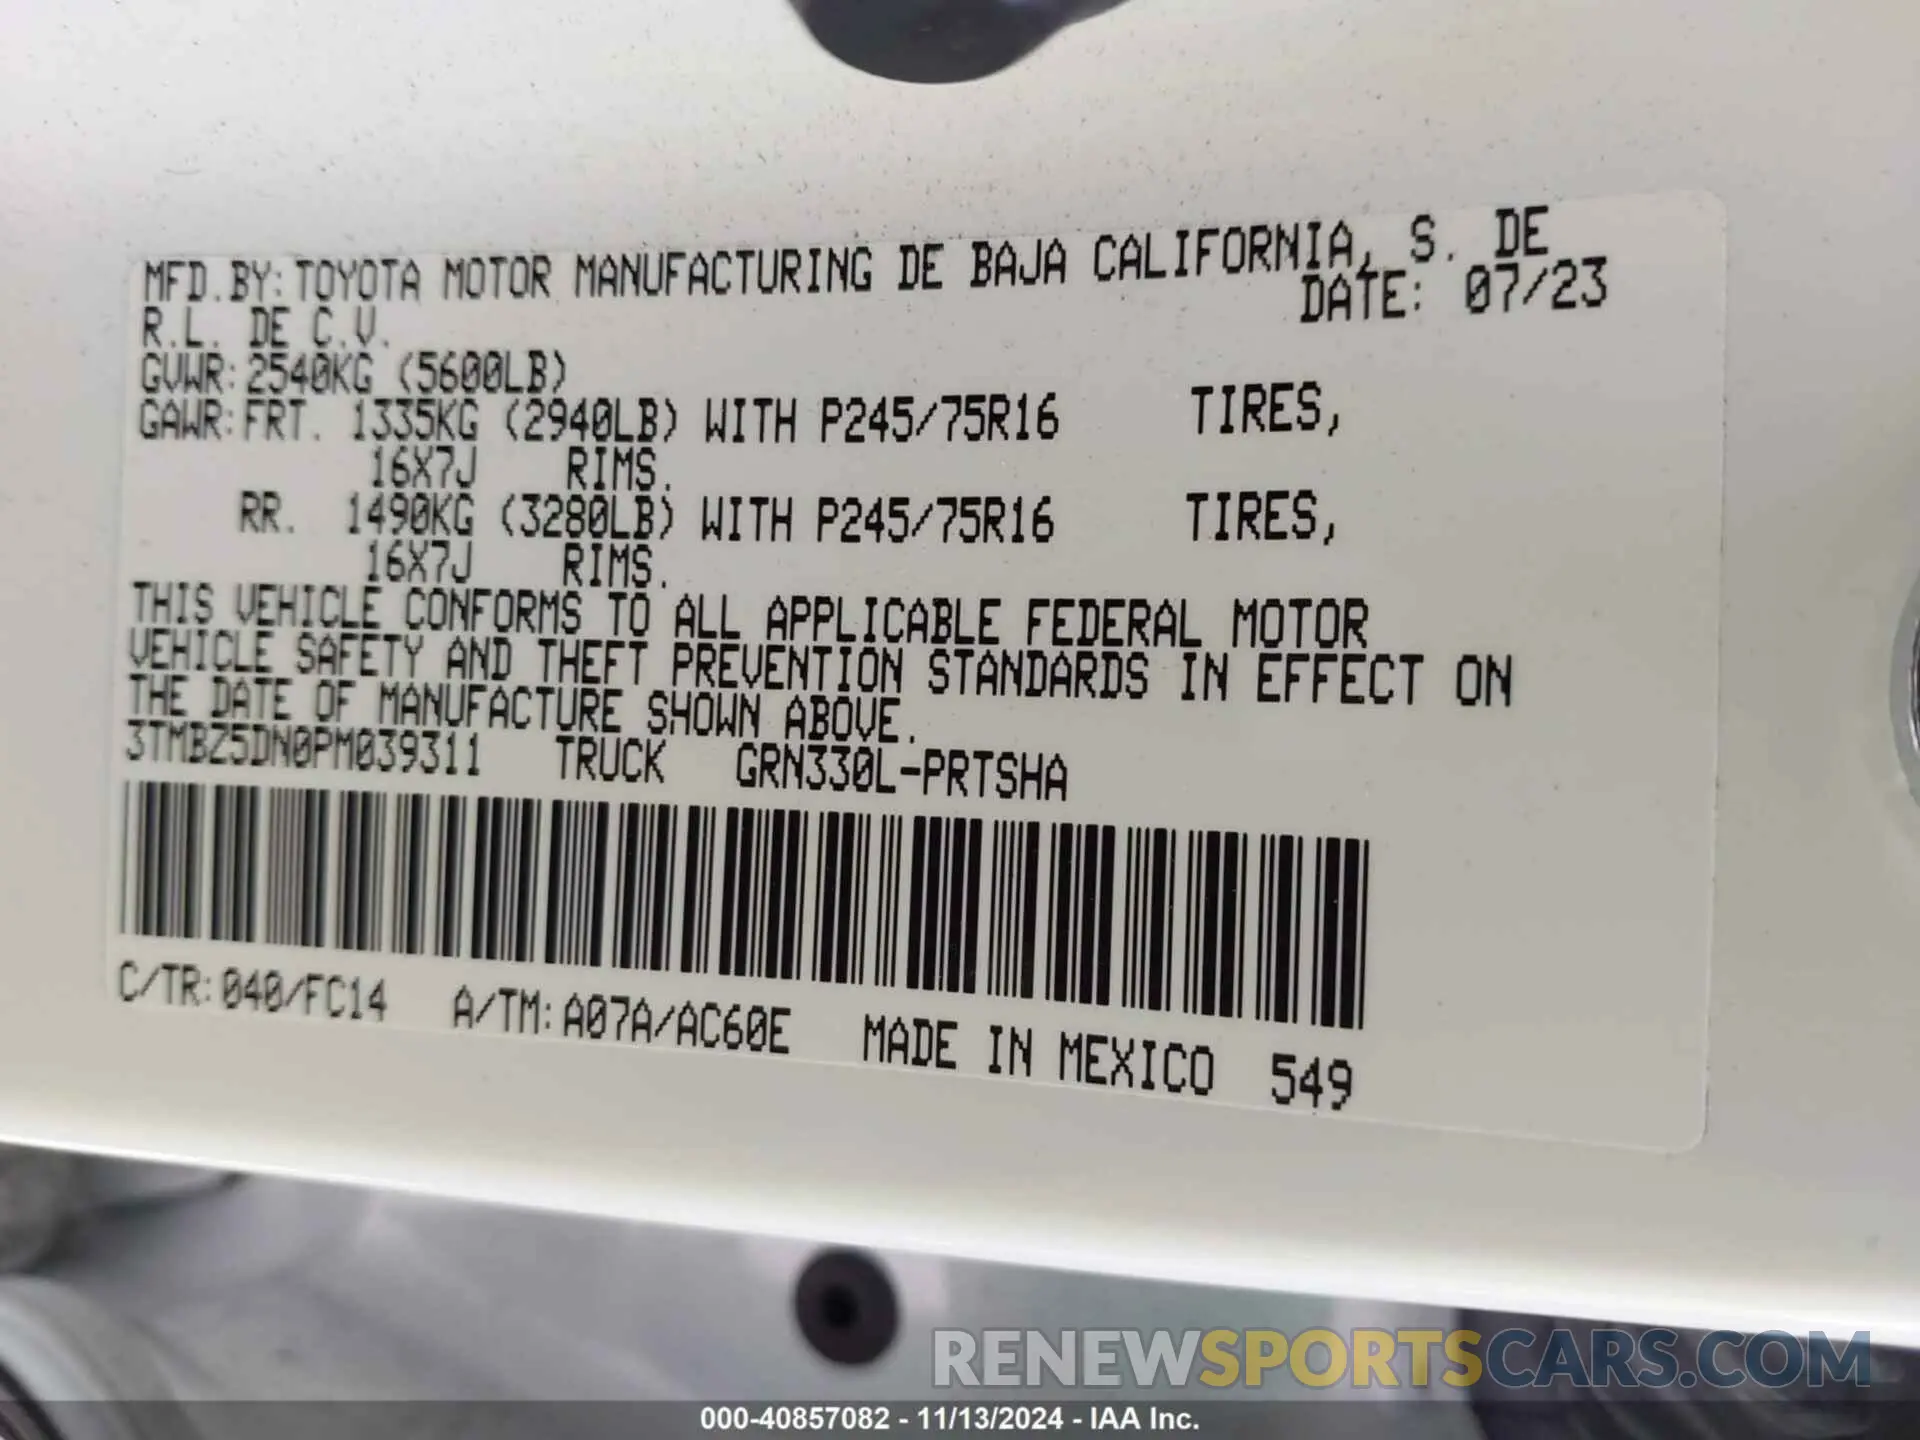 MFD.BY:TOYOTA MOTOR MANUFACTURING DE BAJA CALIFORNIA, S. DE
R.L. DE C.V. DATE: 07/23
GVWR:2540KG (5600LB)
GAWR:FRT. 1335KG (2940LB) WITH P245/75R16 TIRES,
16X7J RIMS.
RR. 1490KG (3280LB) WITH P245/75R16 TIRES,
16X7J RIMS.
THIS VEHICLE CONFORMS TO ALL APPLICABLE FEDERAL MOTOR
VEHICLE SAFETY AND THEFT PREVENTION STANDARDS IN EFFECT ON
THE DATE OF MANUFACTURE SHOWN ABOVE.
3TMBZ5DN0PM039311 TRUCK GRN330L-PRTSHA
C/TR:040/FC14 A/TM:A07A/AC60E MADE IN MEXICO 549
RENEWSPORTSCARS.COM
000-40857082 - 11/13/2024 - IAA Inc.